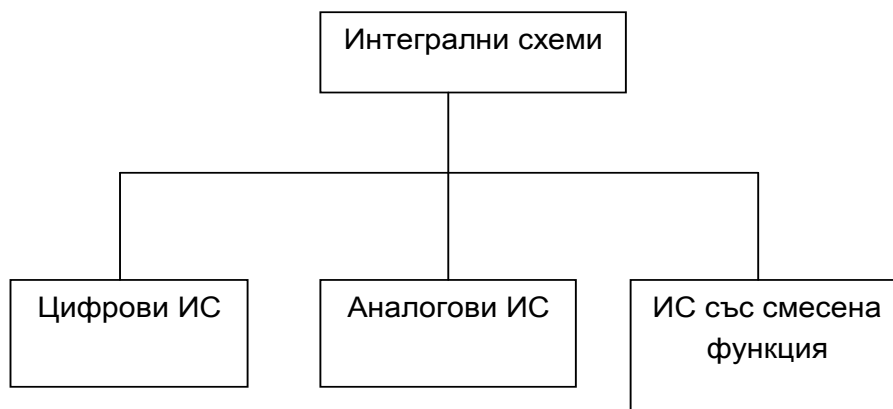 Интегрални схеми
Цифрови ИС
Аналогови ИС
ИС със смесена
функция